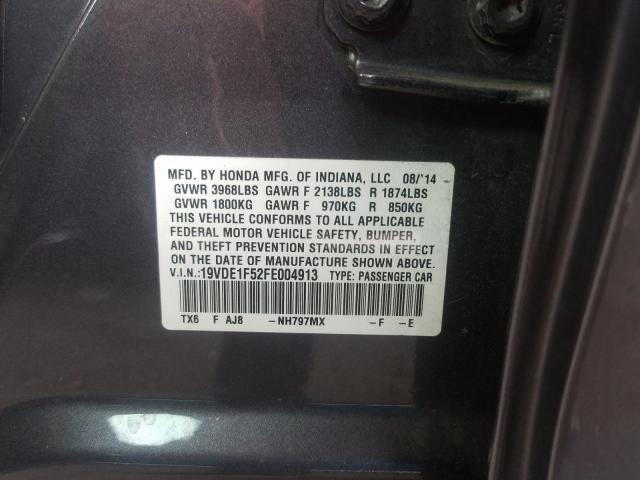 MFD. BY HONDA MFG. OF INDIANA, LLC 08/'14
GVWR 3968LBS GAWR F 2138LBS R 1874LBS
GVWR 1800KG GAWR F 970KG R 850KG
THIS VEHICLE CONFORMS TO ALL APPLICABLE
FEDERAL MOTOR VEHICLE SAFETY, BUMPER,
AND THEFT PREVENTION STANDARDS IN EFFECT
ON THE DATE OF MANUFACTURE SHOWN ABOVE.
V.I.N.:19VDE1F52FE004913 TYPE: PASSENGER CAR
TX6 F AJ8 -NH797MX -F -E